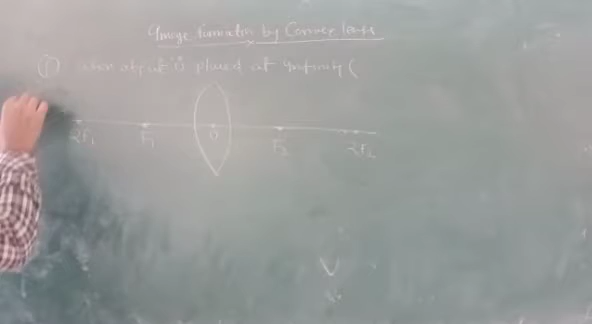 Image formation by Convex lens
(i) when object is placed at infinity (
2F₁ F₁ O F₂ 2F₂